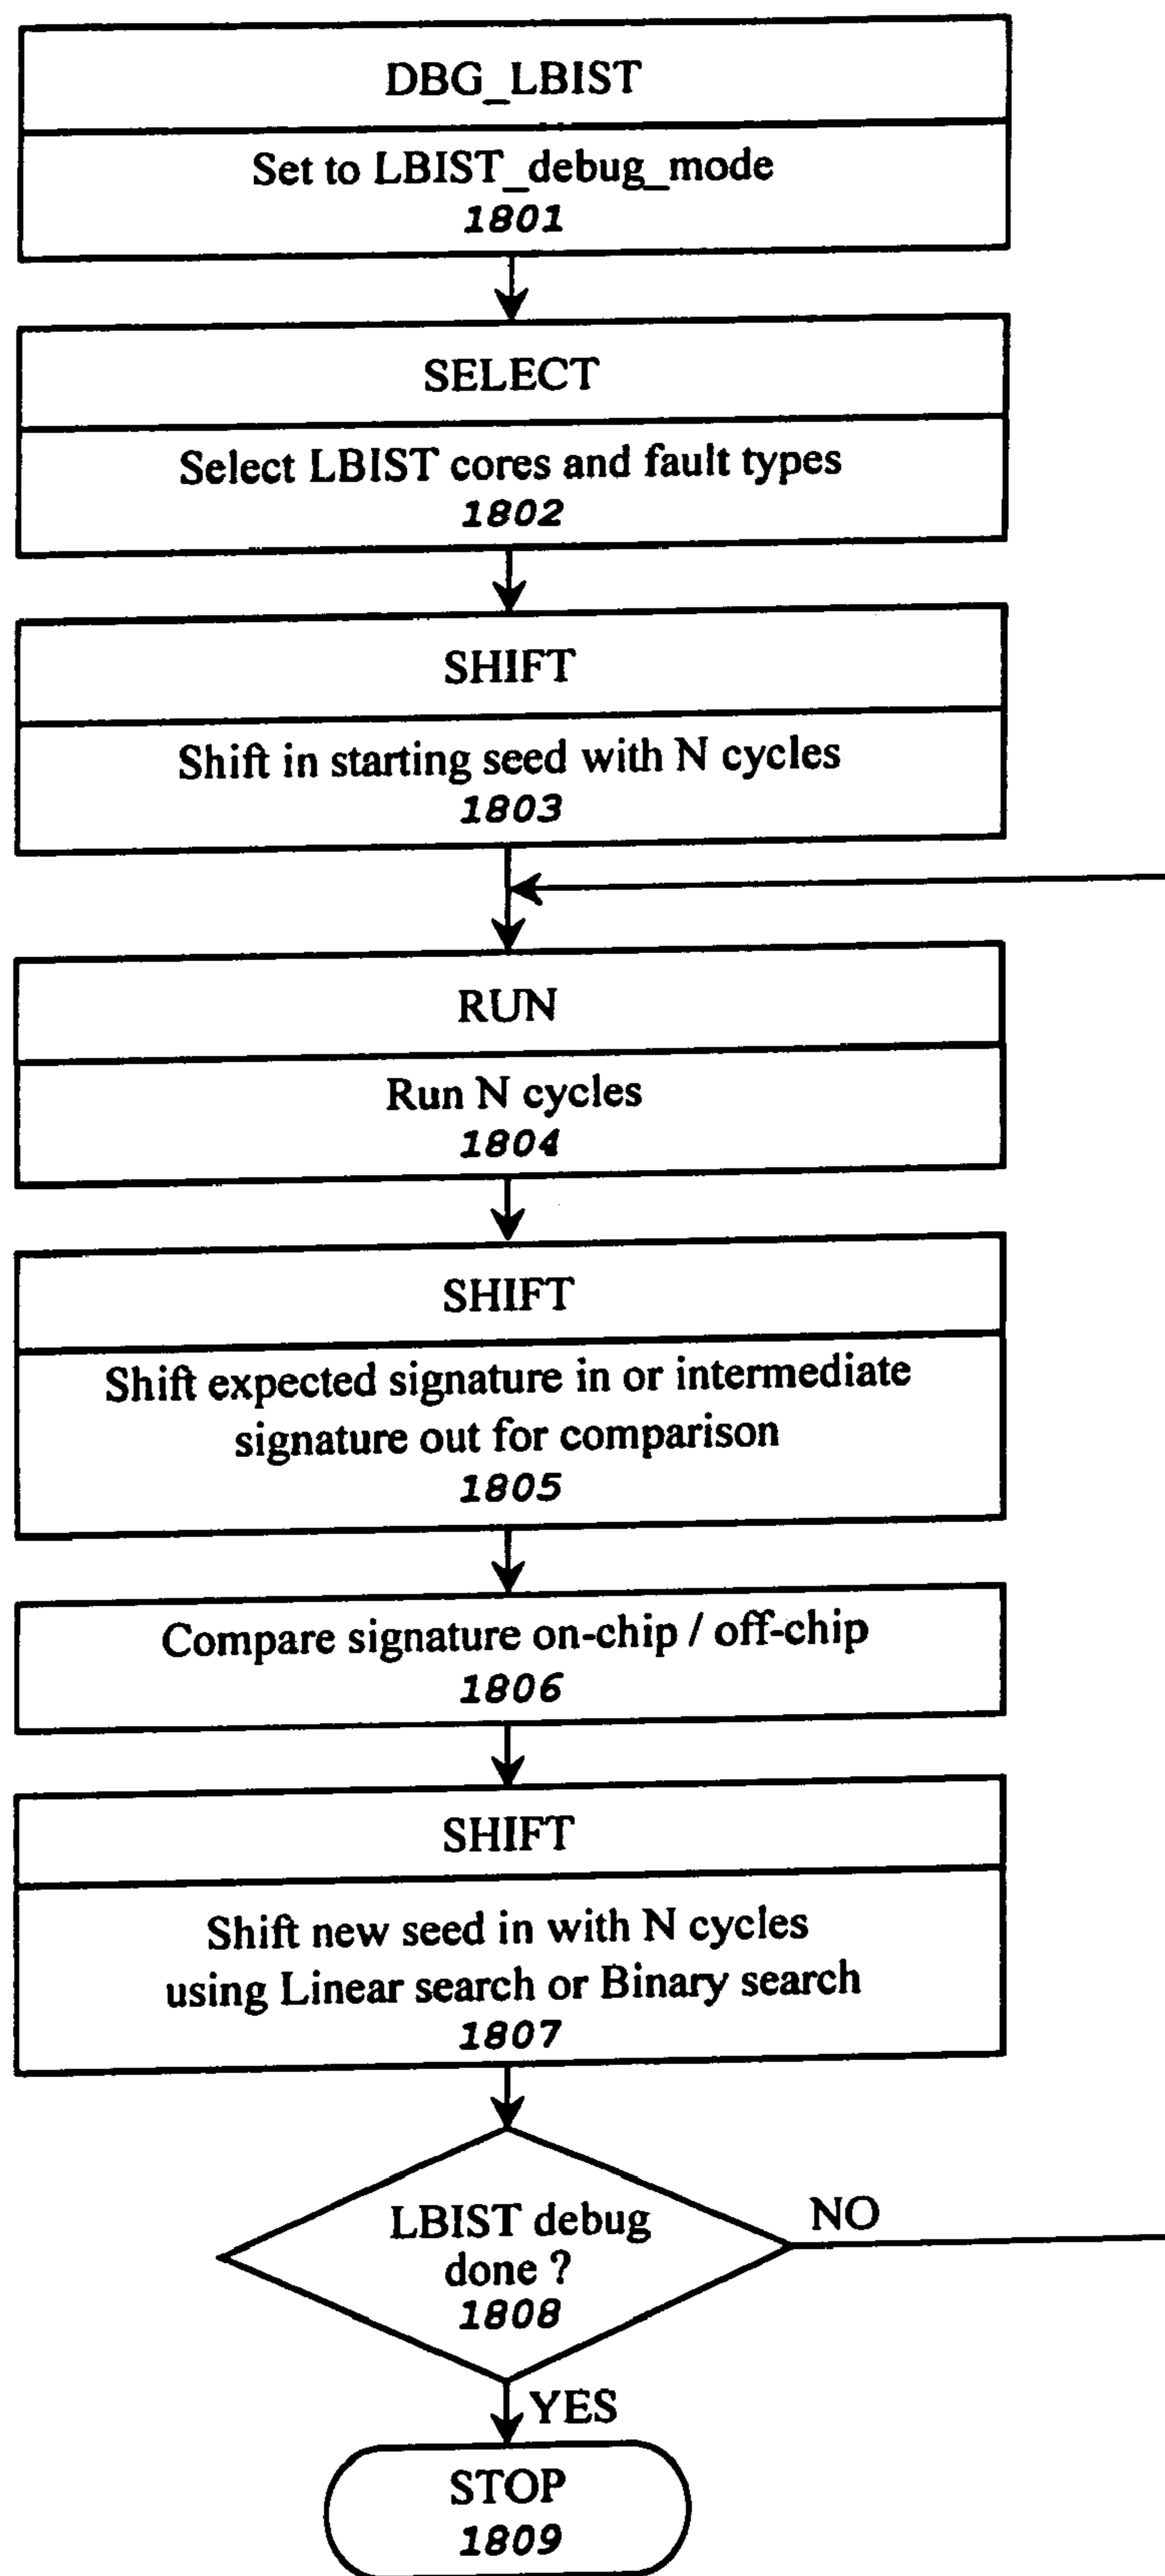 DBG_LBIST
Set to LBIST_debug_mode
1801
SELECT
Select LBIST cores and fault types
1802
SHIFT
Shift in starting seed with N cycles
1803
RUN
Run N cycles
1804
SHIFT
Shift expected signature in or intermediate
signature out for comparison
1805
Compare signature on-chip / off-chip
1806
SHIFT
Shift new seed in with N cycles
using Linear search or Binary search
1807
LBIST debug
done ?
1808
NO
YES
STOP
1809